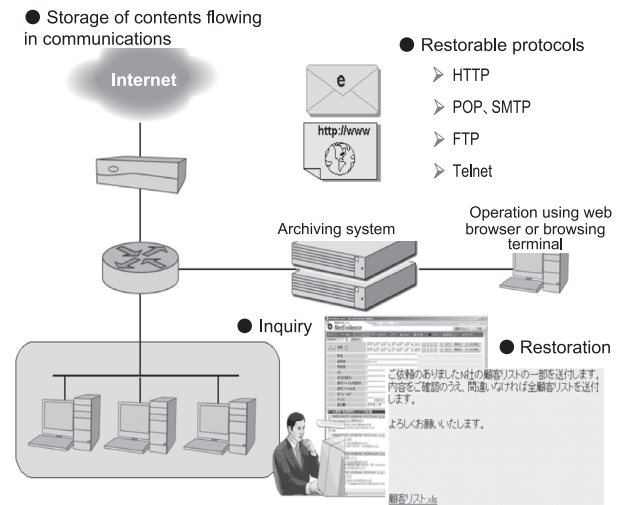 ● Storage of contents flowing
in communications
Internet
● Restorable protocols
e
➢ HTTP
➢ POP、SMTP
http://www
➢ FTP
➢ Telnet
Archiving system
Operation using web
browser or browsing
terminal
● Inquiry
NetEvidence
● Restoration
ご依頼のありましたN社の顧客リストの一部を送付します。
内容をご確認のうえ、間違いなければ全顧客リストを送付
します。
よろしくお願いいたします。
顧客リスト.xls